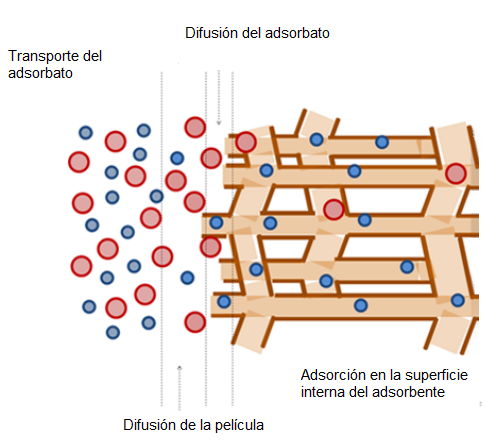 Difusión del adsorbato
Transporte del
adsorbato
Adsorción en la superficie
interna del adsorbente
Difusión de la película